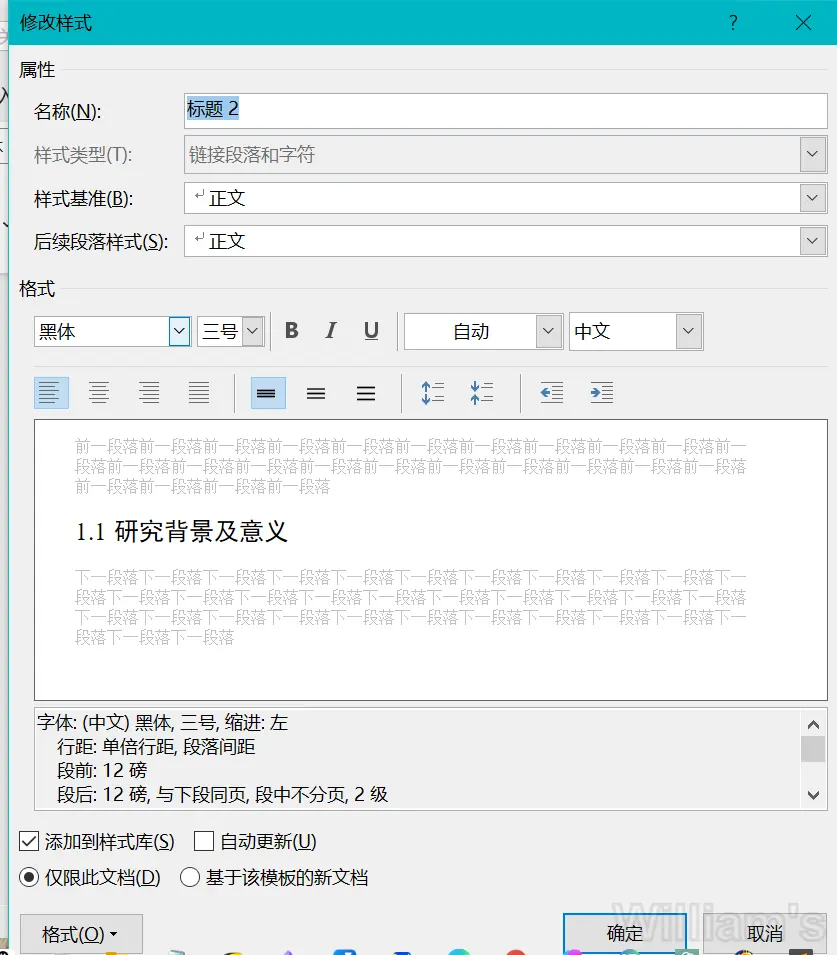 修改样式
?
属性
名称(N): 标题 2
样式类型(T): 链接段落和字符
样式基准(B): 正文
后续段落样式(S): 正文
格式
黑体 三号 B I U 自动 中文
前一段落前一段落前一段落前一段落前一段落前一段落前一段落前一段落前一段落前一段落前一
段落前一段落前一段落前一段落前一段落前一段落前一段落前一段落前一段落前一段落前一段落
前一段落前一段落前一段落前一段落
1.1 研究背景及意义
下一段落下一段落下一段落下一段落下一段落下一段落下一段落下一段落下一段落下一段落下一
段落下一段落下一段落下一段落下一段落下一段落下一段落下一段落下一段落下一段落下一段落
下一段落下一段落下一段落下一段落下一段落下一段落下一段落下一段落下一段落下一段落下一
段落下一段落下一段落
字体: (中文) 黑体, 三号, 缩进: 左
行距: 单倍行距, 段落间距
段前: 12 磅
段后: 12 磅, 与下段同页, 段中不分页, 2 级
添加到样式库(S) 自动更新(U)
仅限此文档(D) 基于该模板的新文档
格式(O) 确定 取消
William's